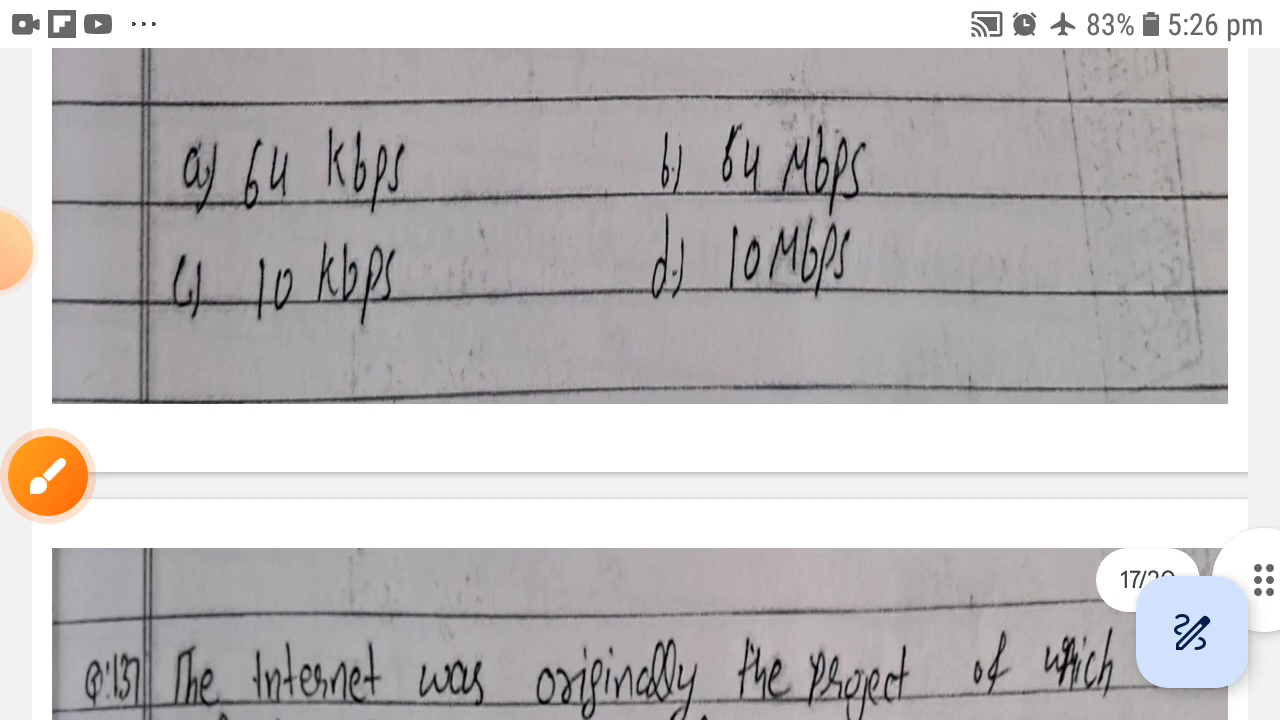 83% 5:26 pm
a) 64 kbps b.) 64 Mbps
c) 10 kbps d.) 10 Mbps
17/20
Q.13) The Internet was originally the project of which